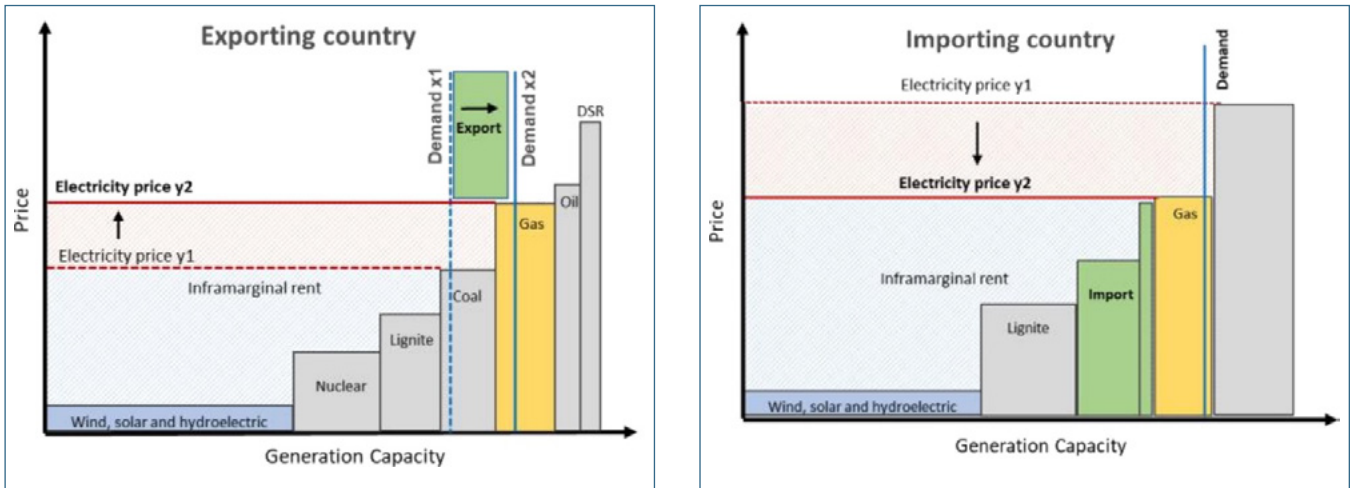 Exporting country
Demand x1
Export
Demand x2
DSR
Electricity price y2
Oil
Gas
Electricity price y1
Inframarginal rent
Coal
Lignite
Nuclear
Wind, solar and hydroelectric
Price
Generation Capacity
Importing country
Demand
Electricity price y1
Electricity price y2
Gas
Inframarginal rent
Import
Lignite
Wind, solar and hydroelectric
Price
Generation Capacity